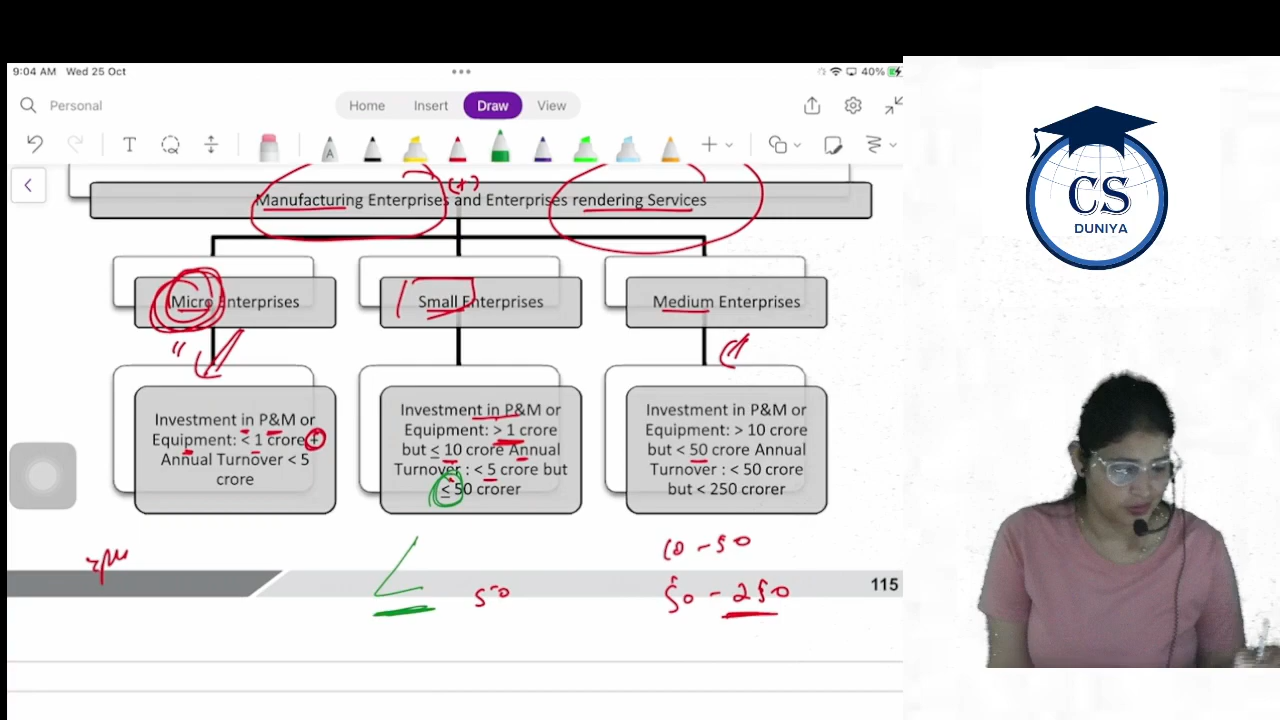 9:04 AM Wed 25 Oct
40%
Personal
Home Insert Draw View
T
A
(+)
Manufacturing Enterprises and Enterprises rendering Services
Micro Enterprises
Small Enterprises
Medium Enterprises
Investment in P&M or
Equipment: < 1 crore +
Annual Turnover < 5
crore
Investment in P&M or
Equipment: > 1 crore
but ≤ 10 crore Annual
Turnover : < 5 crore but
≤ 50 crorer
Investment in P&M or
Equipment: > 10 crore
but < 50 crore Annual
Turnover : < 50 crore
but < 250 crorer
10 - 50
50
50 - 250
115
CS
DUNIYA